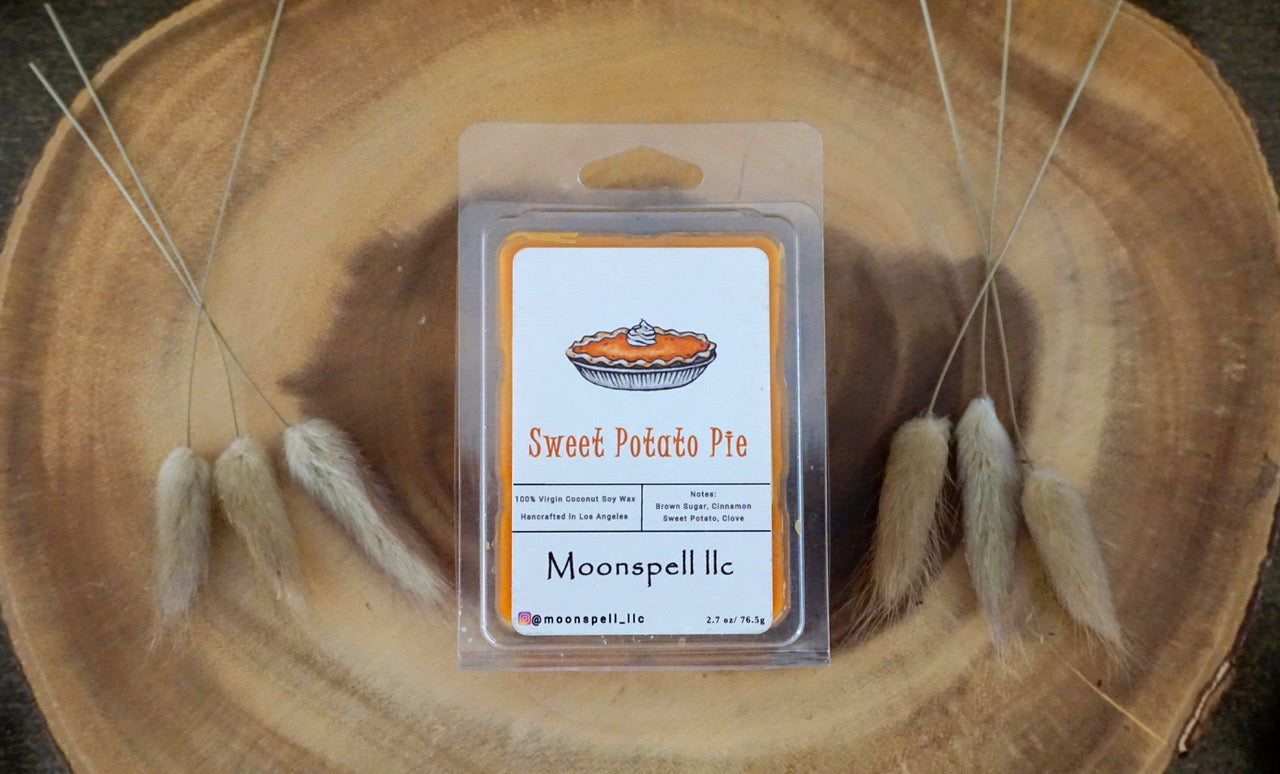 Sweet Potato Pie
100% Virgin Coconut Soy Wax
Hancrafted in Los Angeles
Notes:
Brown Sugar, Cinnamon
Sweet Potato, Clove
Moonspell llc
@moonspell_llc
2.7 oz/ 76.5g